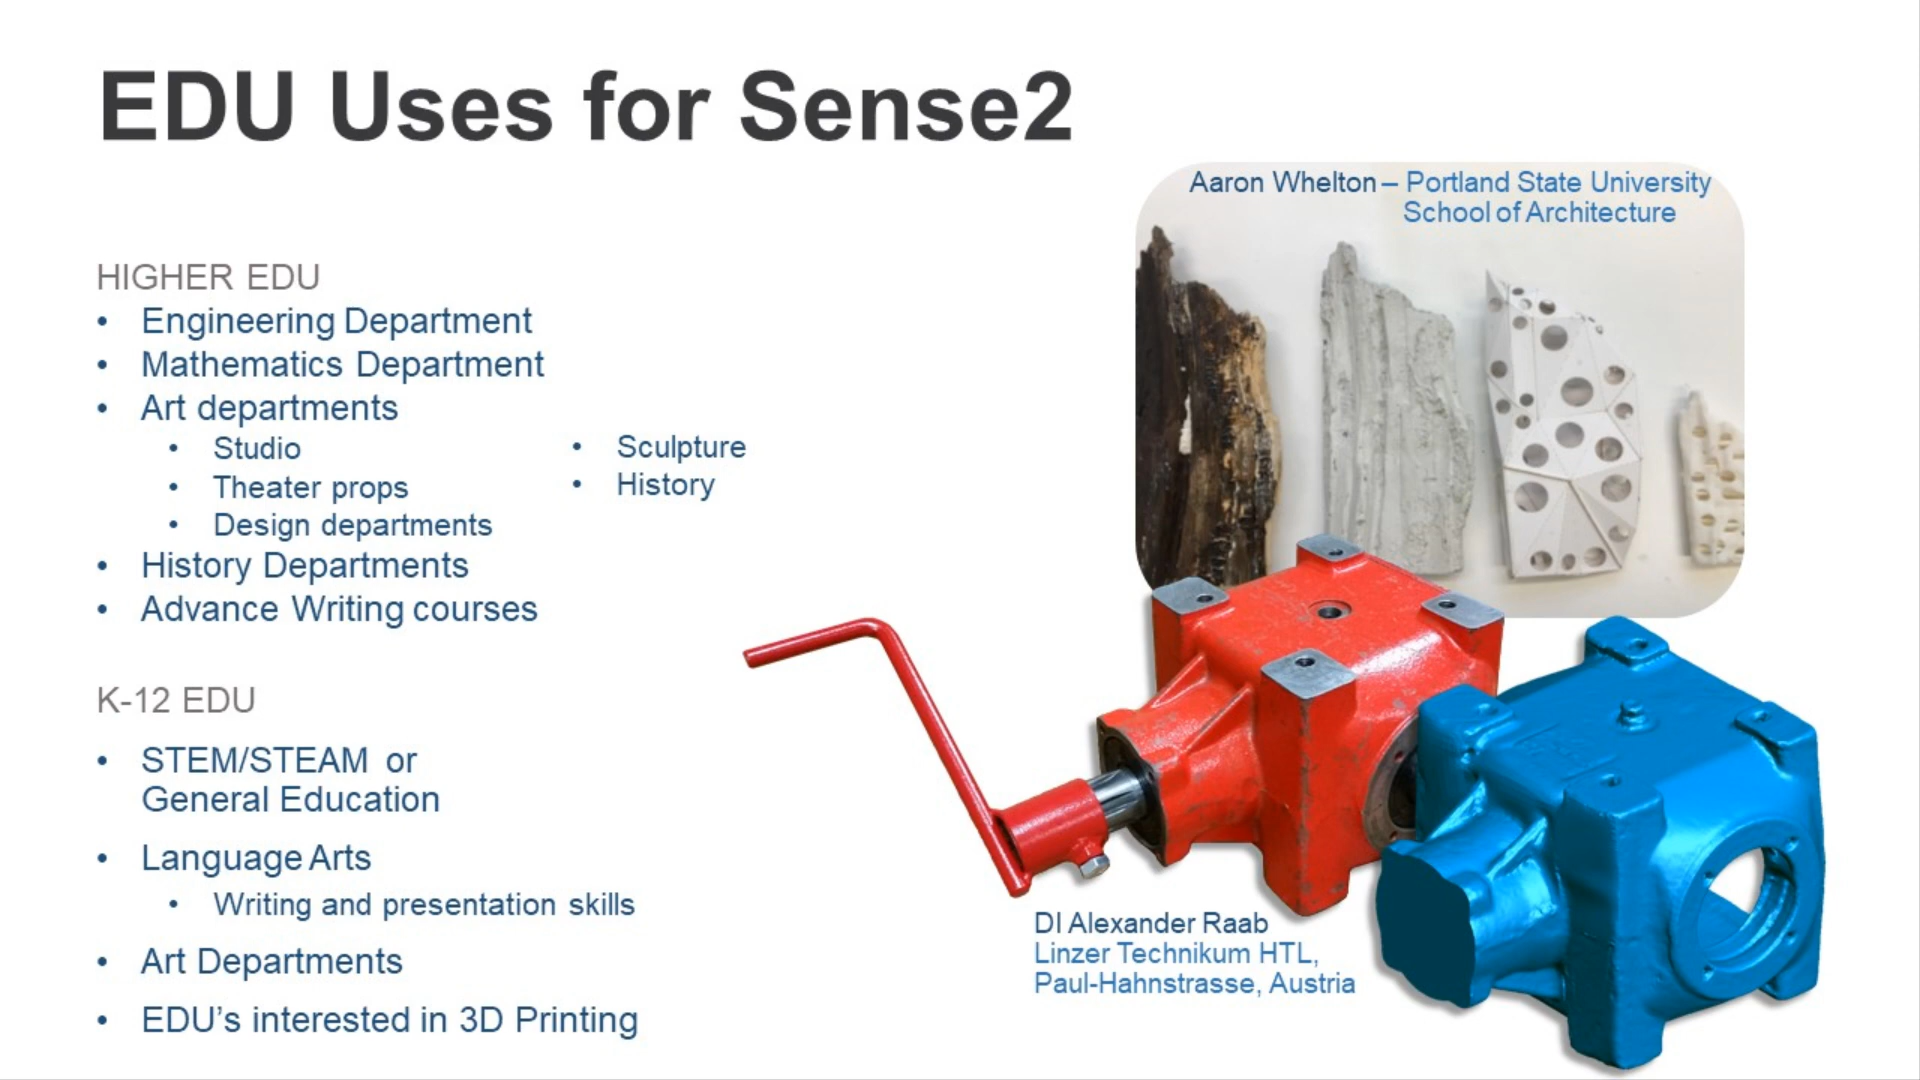 EDU Uses for Sense2
HIGHER EDU
• Engineering Department
• Mathematics Department
• Art departments
• Studio
• Theater props
• Design departments
• Sculpture
• History
• History Departments
• Advance Writing courses
K-12 EDU
• STEM/STEAM or
General Education
• Language Arts
• Writing and presentation skills
• Art Departments
• EDU’s interested in 3D Printing
Aaron Whelton – Portland State University
School of Architecture
DI Alexander Raab
Linzer Technikum HTL,
Paul-Hahnstrasse, Austria